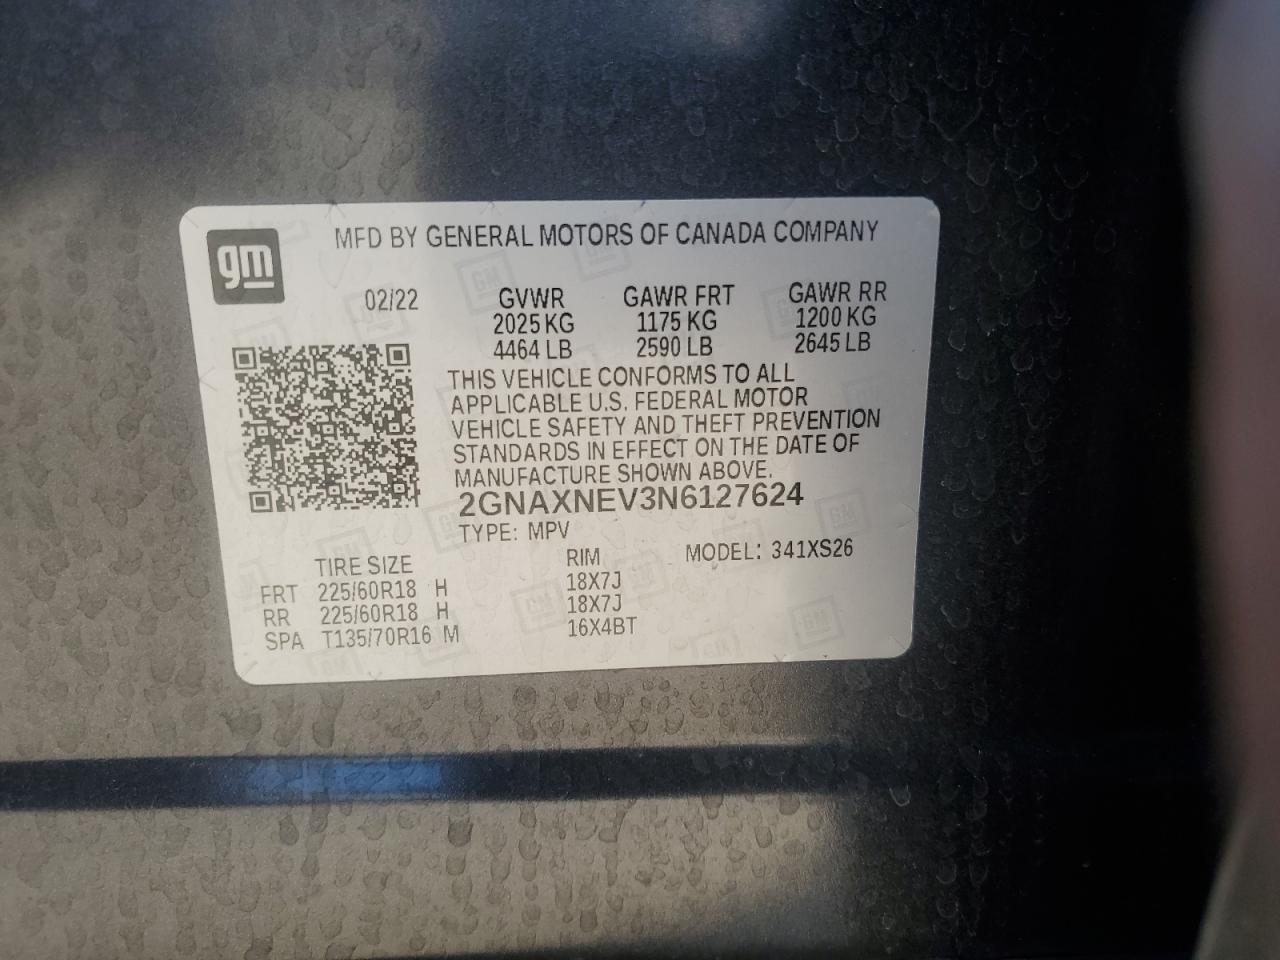 gm
MFD BY GENERAL MOTORS OF CANADA COMPANY
02/22 GVWR GAWR FRT GAWR RR
2025 KG 1175 KG 1200 KG
4464 LB 2590 LB 2645 LB
THIS VEHICLE CONFORMS TO ALL
APPLICABLE U.S. FEDERAL MOTOR
VEHICLE SAFETY AND THEFT PREVENTION
STANDARDS IN EFFECT ON THE DATE OF
MANUFACTURE SHOWN ABOVE.
2GNAXNEV3N6127624
TYPE: MPV
TIRE SIZE RIM MODEL: 341XS26
FRT 225/60R18 H 18X7J
RR 225/60R18 H 18X7J
SPA T135/70R16 M 16X4BT